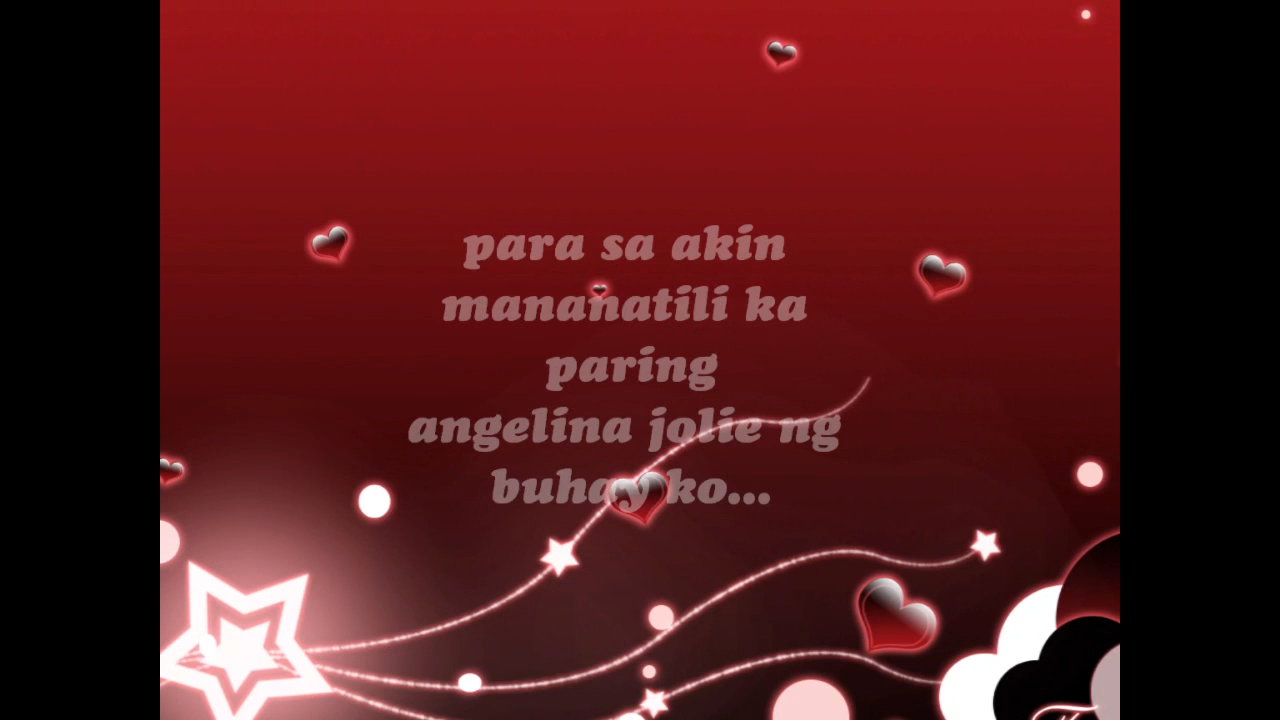 para sa akin
mananatili ka
paring
angelina jolie ng
buhay ko...